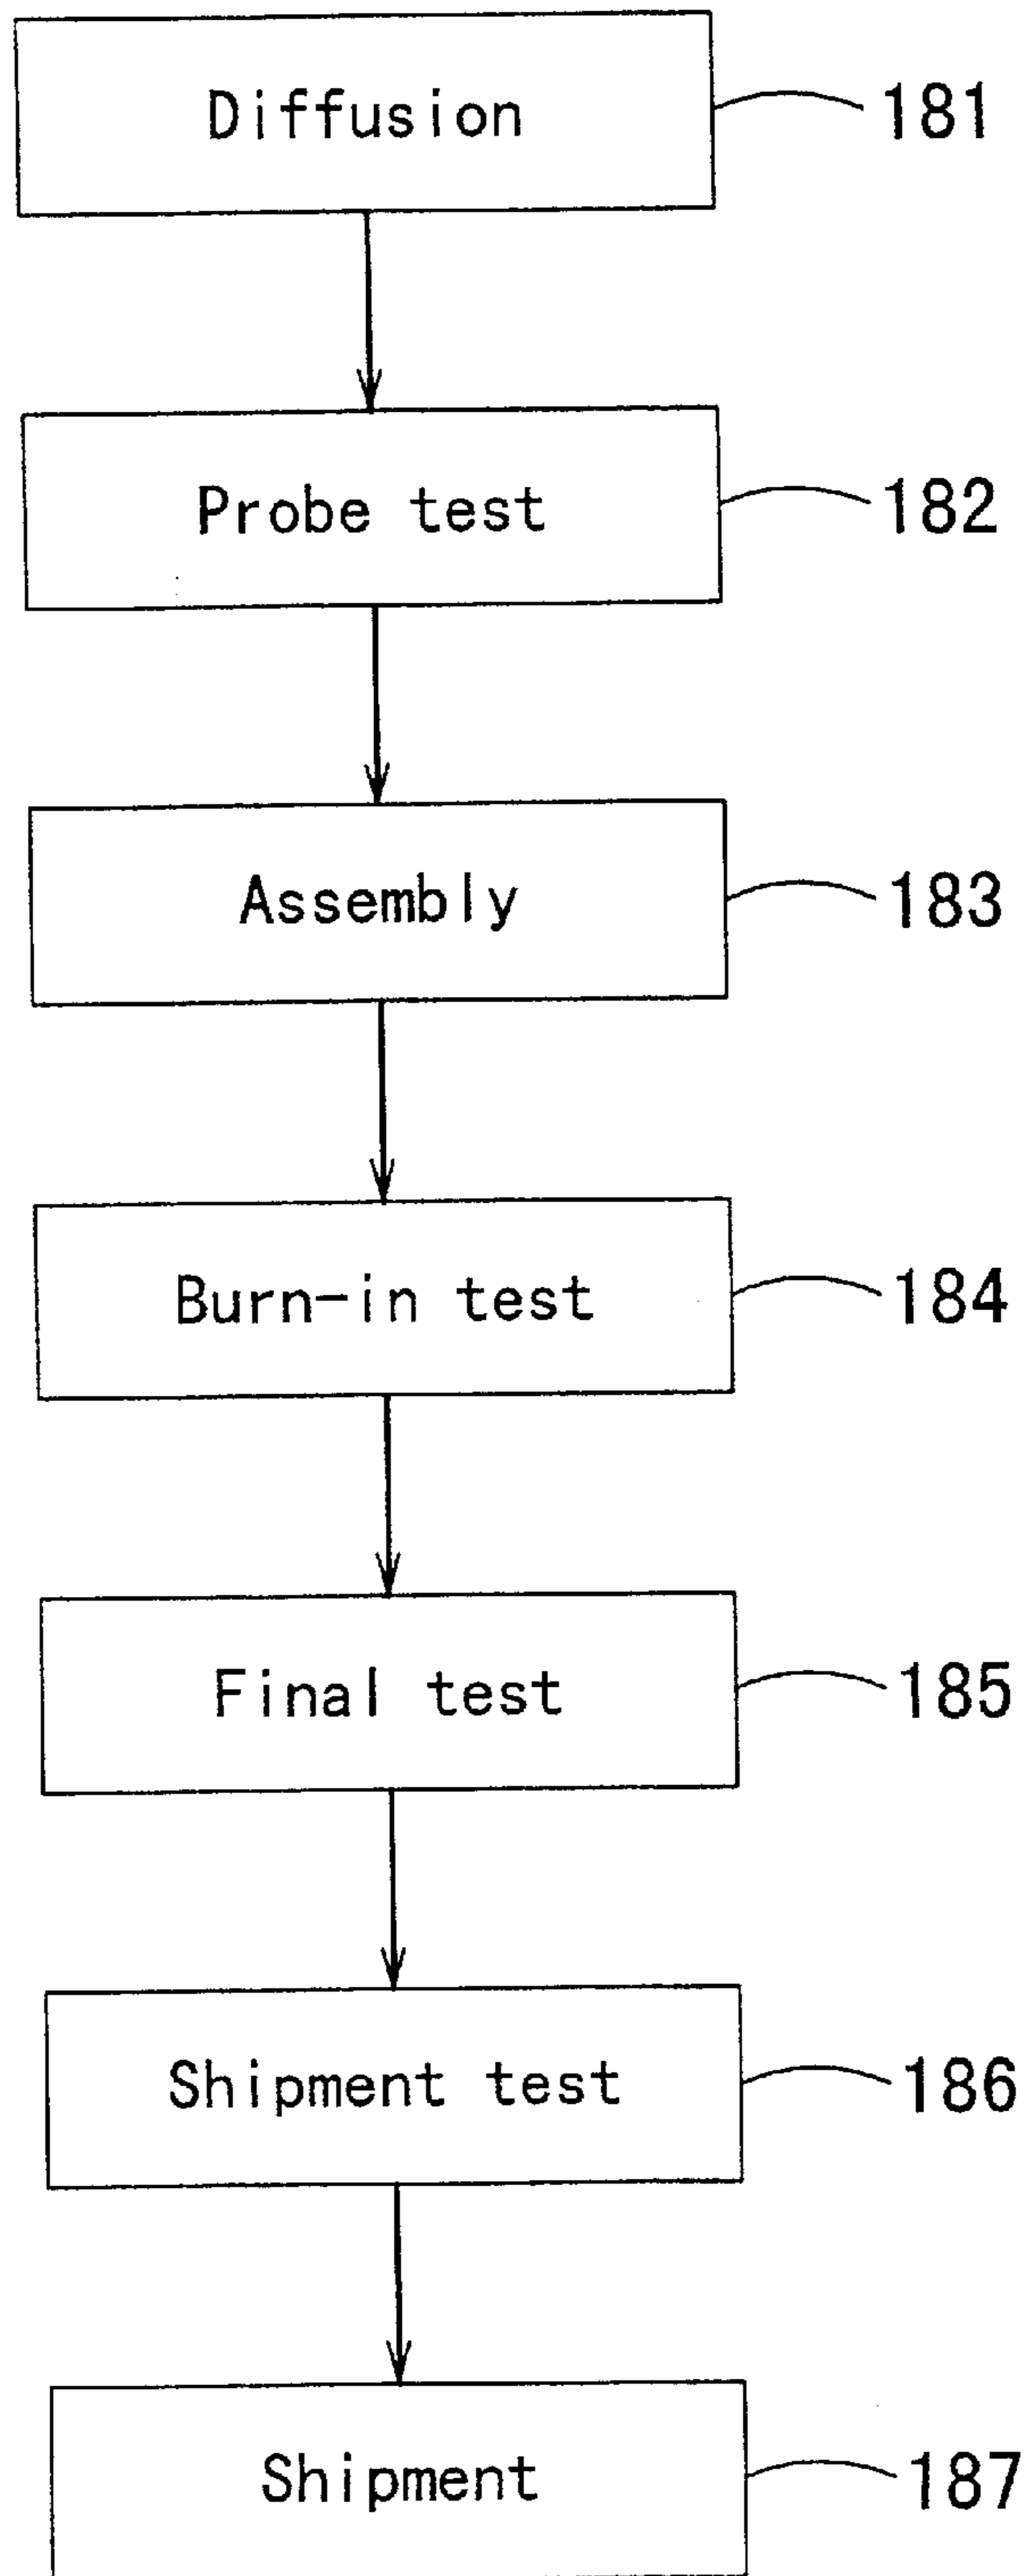 Diffusion 181
Probe test 182
Assembly 183
Burn-in test 184
Final test 185
Shipment test 186
Shipment 187